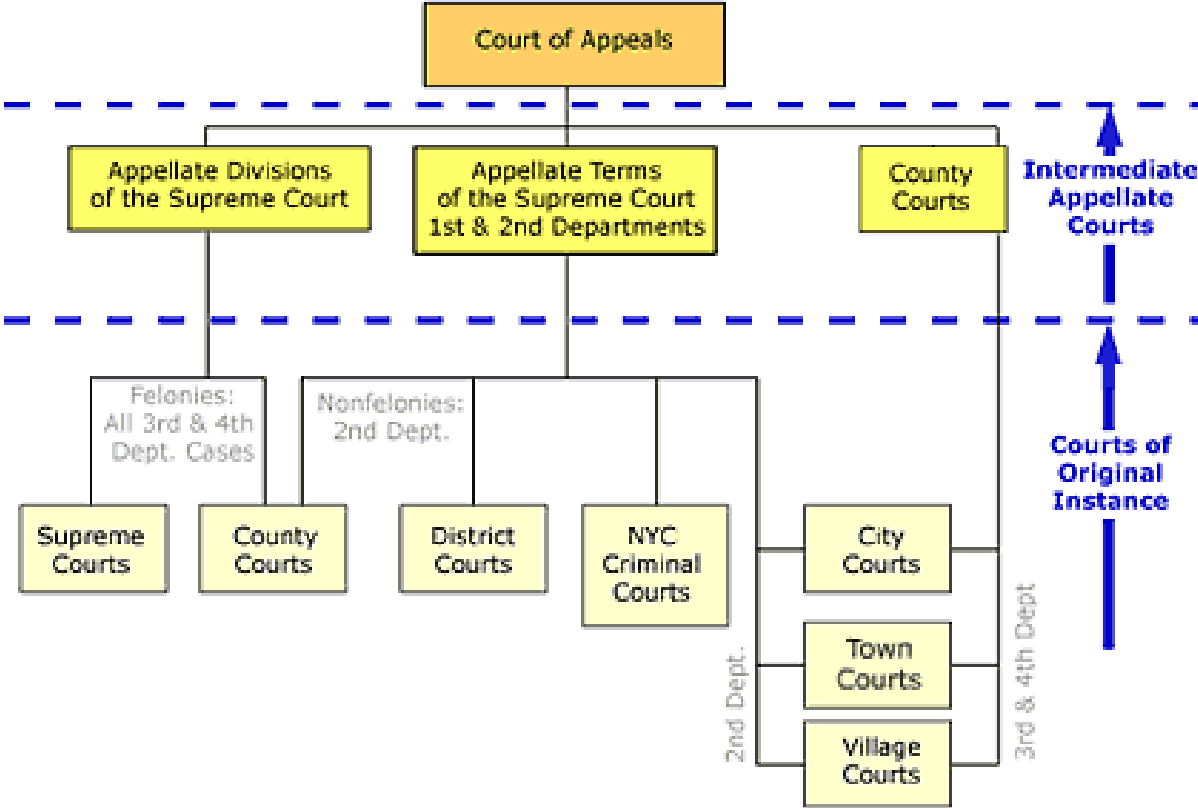 Court of Appeals
Appellate Divisions
of the Supreme Court
Appellate Terms
of the Supreme Court
1st & 2nd Departments
County
Courts
Intermediate
Appellate
Courts
Felonies:
All 3rd & 4th
Dept. Cases
Nonfelonies:
2nd Dept.
Courts of
Original
Instance
Supreme
Courts
County
Courts
District
Courts
NYC
Criminal
Courts
City
Courts
Town
Courts
Village
Courts
2nd Dept.
3rd & 4th Dept